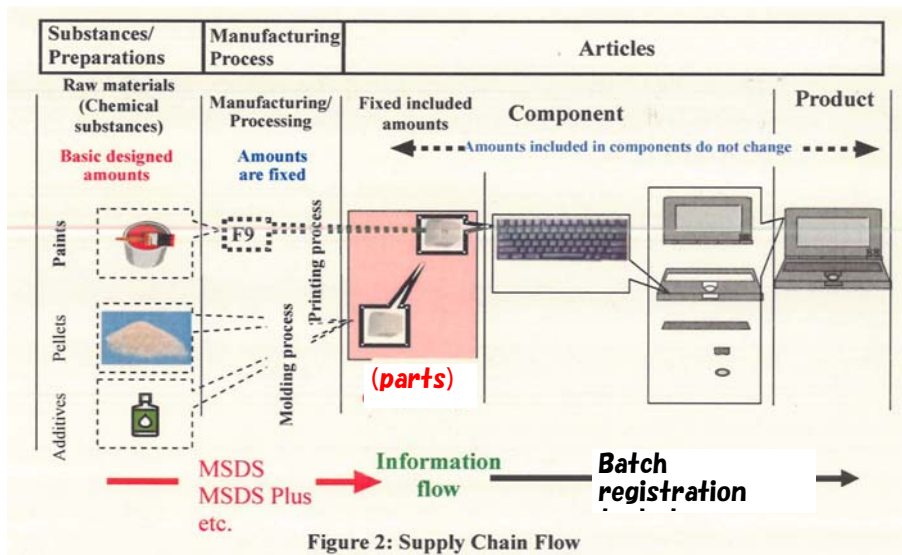 Substances/
Preparations
Manufacturing
Process
Articles
Raw materials
(Chemical
substances)
Manufacturing/
Processing
Fixed included
amounts
Component
Product
Basic designed
amounts
Amounts
are fixed
Amounts included in components do not change
Paints
F9
Printing process
Pellets
Molding process
(parts)
Additives
MSDS
MSDS Plus
etc.
Information
flow
Batch
registration
Figure 2: Supply Chain Flow